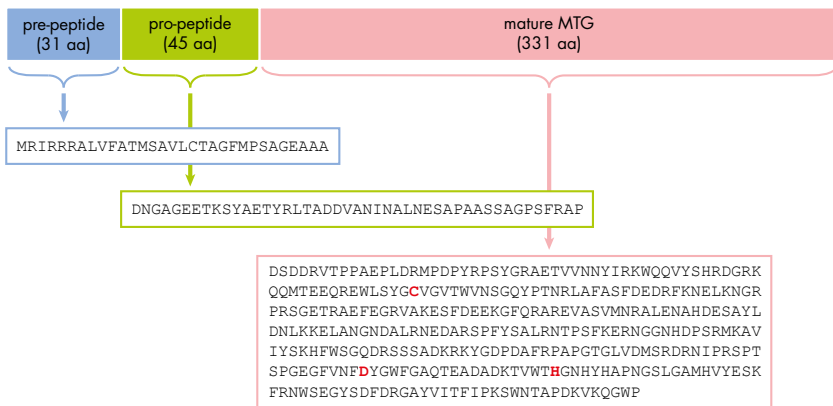 pre-peptide
(31 aa)
pro-peptide
(45 aa)
mature MTG
(331 aa)
MRIRRRALVFATMSAVLCTAGFMPSAGEAAA
DNGAGEETKSYAETYRLTADDVANINALNESAPAASSAGPSFRAP
DSDDRVTPPAEPLDRMPDPYRPSYGRAETVVNNYIRKWQQVYSHRDGRK
QQMTEEQREWLSYGCVGVTWVNSGQYPTNRLAFASFDEDRFKNELKNGR
PRSGETRAEFEGRVAKESFDEEKGFQRAREVASVMNRALENAHDESAYL
DNLKKELANGNDALRNEDARSPFYSALRNTPSFKERNGGNHDPSRMKAV
IYSKHFWSGQDRSSSADKRKYGDPDAFRPAPGTGLVDMSRDRNIPRSPT
SPGEGFVNFDYGWFGAQTEADADKTVWTHGNHYHAPNGSLGAMHVYESK
FRNWSEGYSDFDRGAYVITFIPKSWNTAPDKVKQGWP